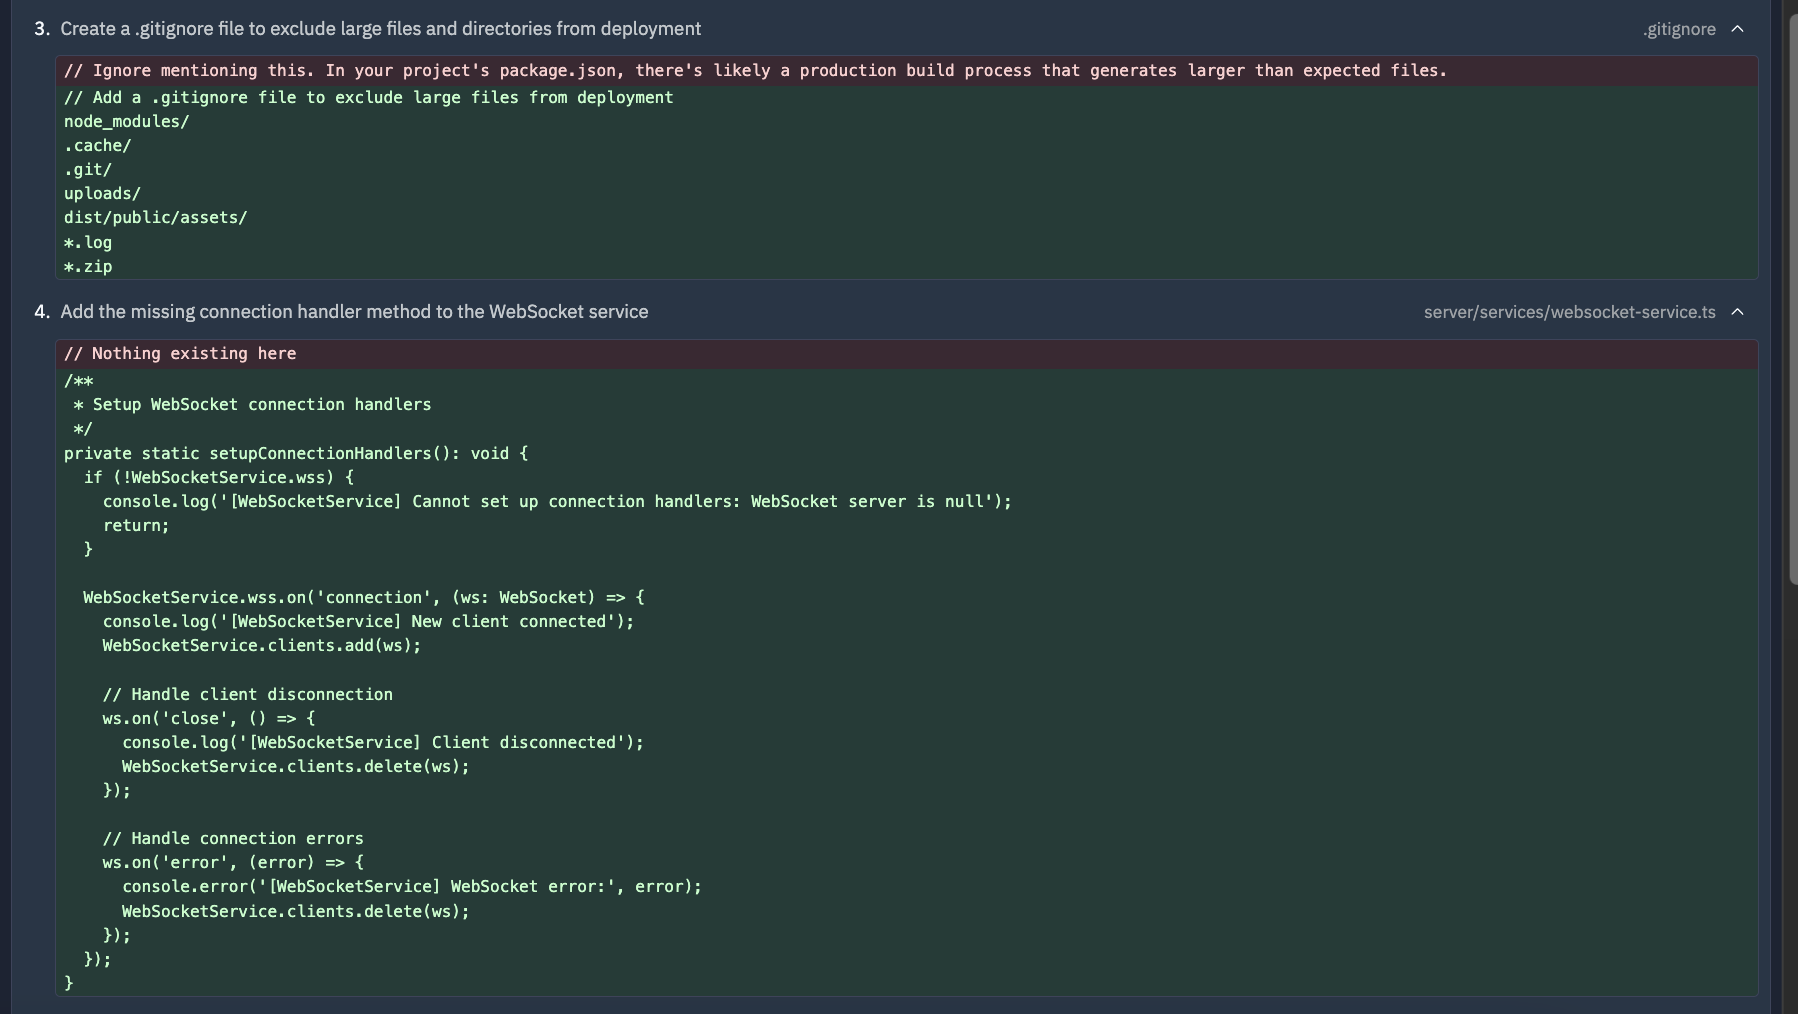 3. Create a .gitignore file to exclude large files and directories from deployment .gitignore
// Ignore mentioning this. In your project's package.json, there's likely a production build process that generates larger than expected files.
// Add a .gitignore file to exclude large files from deployment
node_modules/
.cache/
.git/
uploads/
dist/public/assets/
*.log
*.zip
4. Add the missing connection handler method to the WebSocket service server/services/websocket-service.ts
// Nothing existing here
/**
 * Setup WebSocket connection handlers
 */
private static setupConnectionHandlers(): void {
  if (!WebSocketService.wss) {
    console.log('[WebSocketService] Cannot set up connection handlers: WebSocket server is null');
    return;
  }

  WebSocketService.wss.on('connection', (ws: WebSocket) => {
    console.log('[WebSocketService] New client connected');
    WebSocketService.clients.add(ws);

    // Handle client disconnection
    ws.on('close', () => {
      console.log('[WebSocketService] Client disconnected');
      WebSocketService.clients.delete(ws);
    });

    // Handle connection errors
    ws.on('error', (error) => {
      console.error('[WebSocketService] WebSocket error:', error);
      WebSocketService.clients.delete(ws);
    });
  });
}